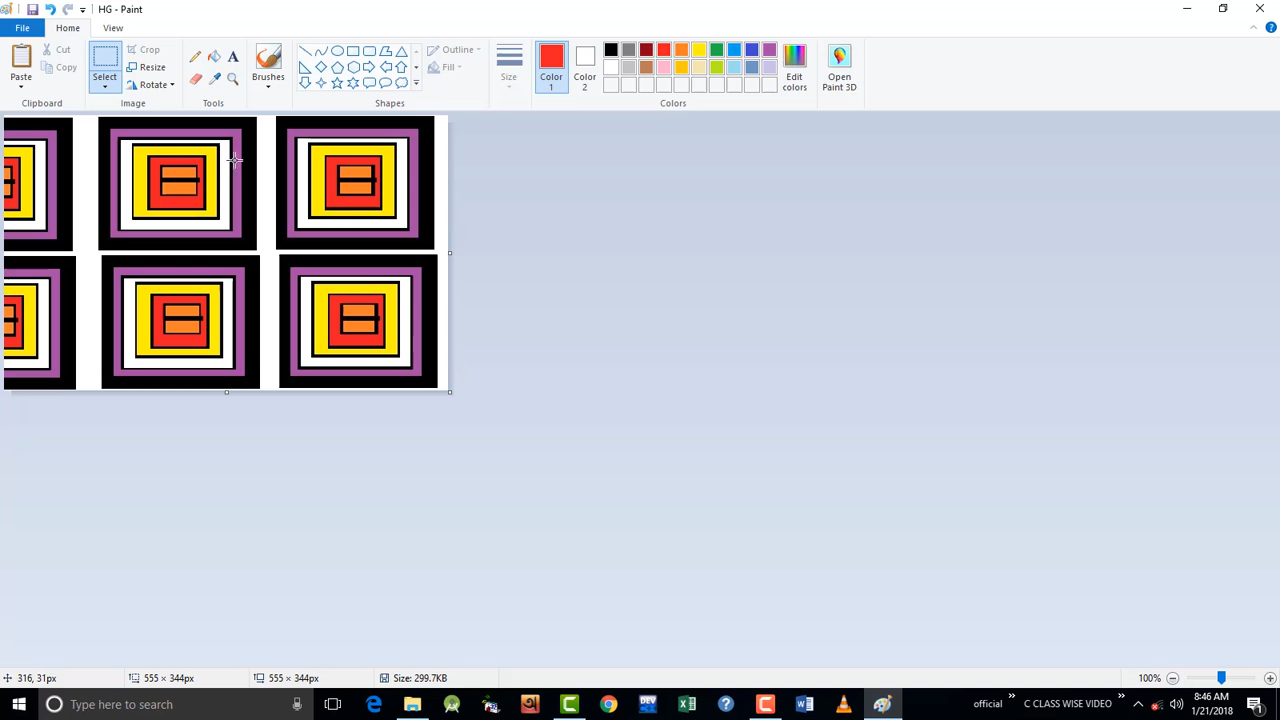 HG - Paint
File Home View
Paste Cut Copy Clipboard
Select Crop Resize Rotate Image
Tools
Brushes
Outline Fill Shapes
Size
Color 1 Color 2 Colors
Edit colors
Open Paint 3D
316, 31px 555 × 344px 555 × 344px Size: 299.7KB 100%
Type here to search official C CLASS WISE VIDEO 8:46 AM
1/21/2018